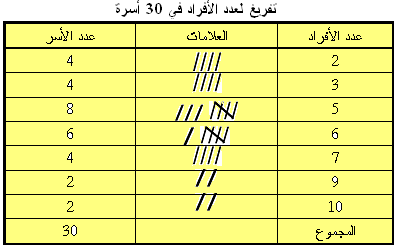 تفريغ لعدد الأفراد في 30 أسرة
عدد الأفراد العلامات عدد الأسر
2 //// 4
3 //// 4
5 //// /// 8
6 //// / 6
7 //// 4
9 // 2
10 // 2
المجموع 30